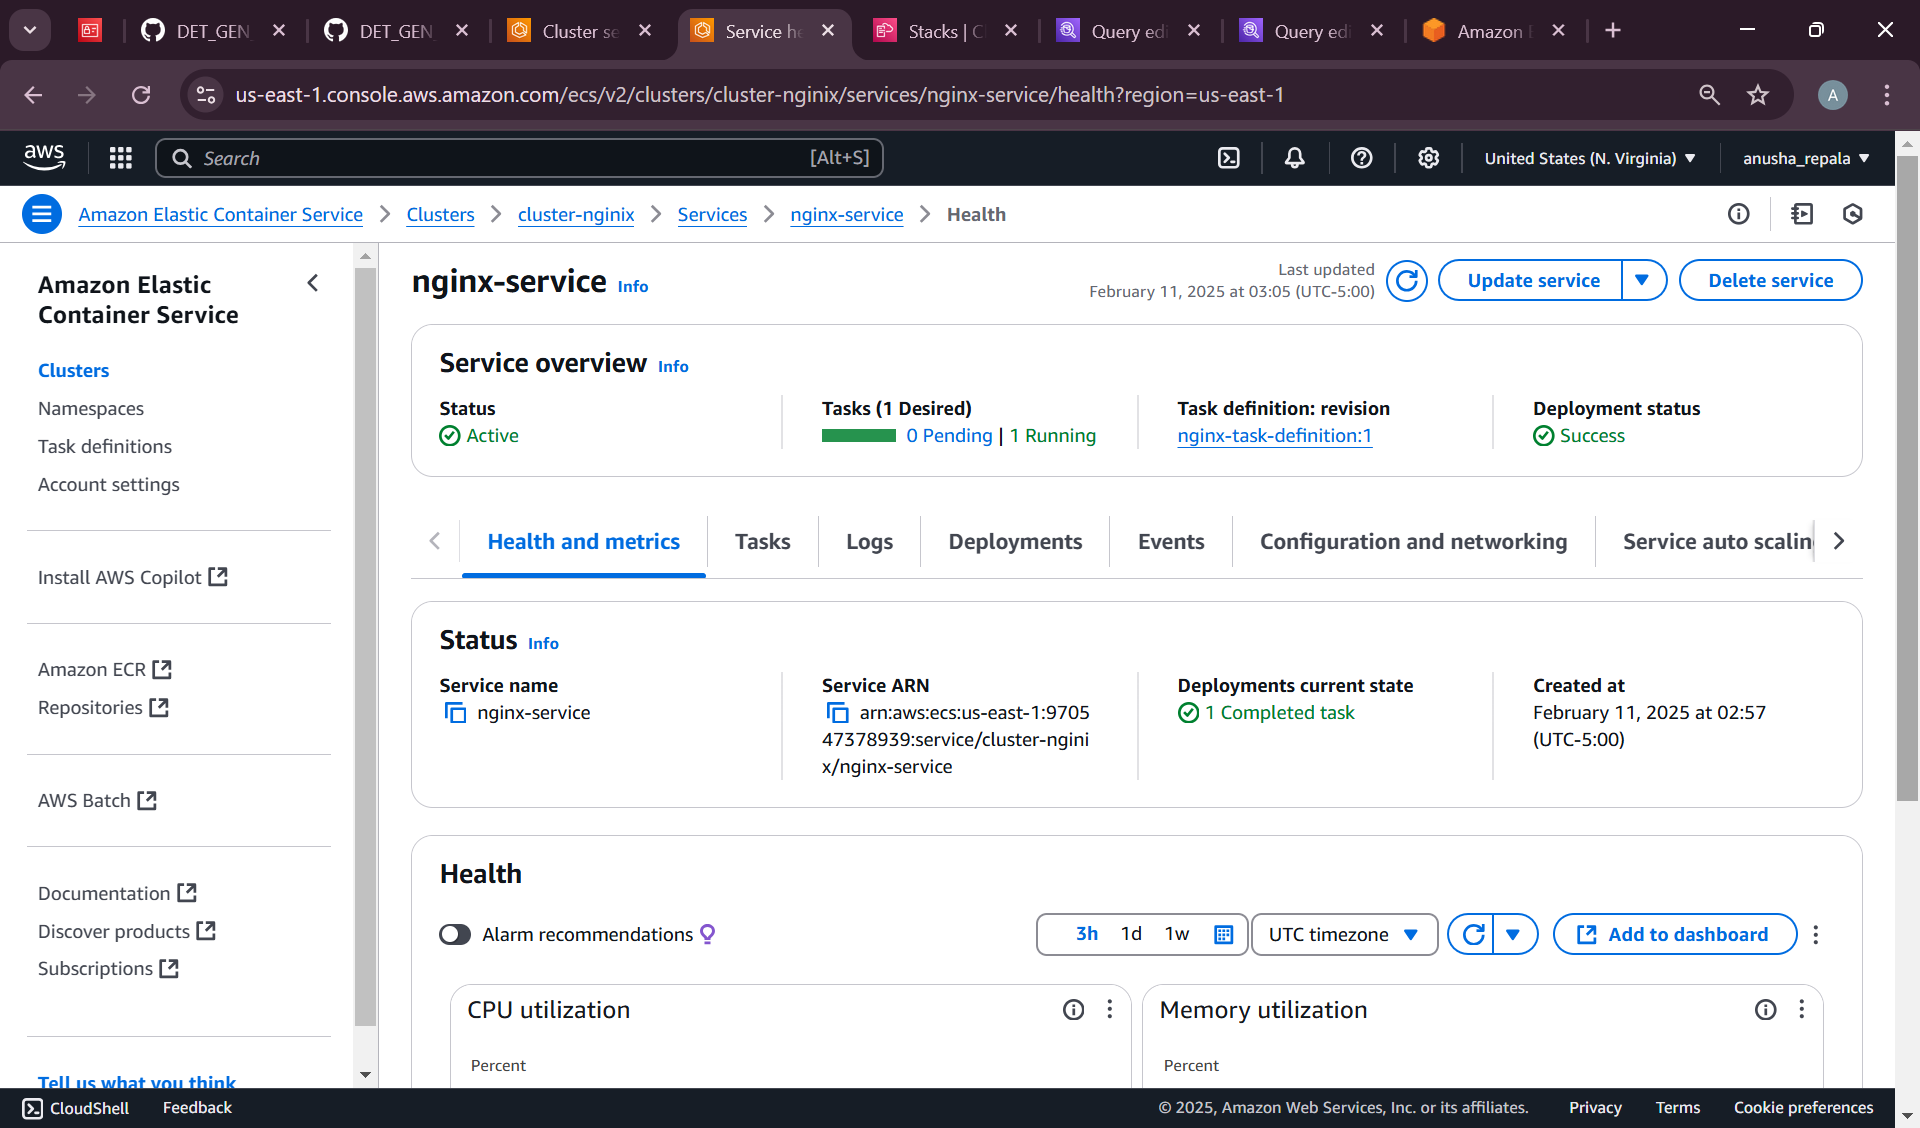 DET_GEN
DET_GEN
Cluster se
Service he
Stacks | C
Query edi
Query edi
Amazon E
us-east-1.console.aws.amazon.com/ecs/v2/clusters/cluster-nginix/services/nginx-service/health?region=us-east-1
A
aws
Search
[Alt+S]
United States (N. Virginia)
anusha_repala
Amazon Elastic Container Service
Clusters
cluster-nginix
Services
nginx-service
Health
Amazon Elastic
Container Service
Clusters
Namespaces
Task definitions
Account settings
Install AWS Copilot
Amazon ECR
Repositories
AWS Batch
Documentation
Discover products
Subscriptions
Tell us what you think
nginx-service Info
Last updated
February 11, 2025 at 03:05 (UTC-5:00)
Update service
Delete service
Service overview Info
Status
Active
Tasks (1 Desired)
0 Pending | 1 Running
Task definition: revision
nginx-task-definition:1
Deployment status
Success
Health and metrics
Tasks
Logs
Deployments
Events
Configuration and networking
Service auto scalin
Status Info
Service name
nginx-service
Service ARN
arn:aws:ecs:us-east-1:9705
47378939:service/cluster-ngini
x/nginx-service
Deployments current state
1 Completed task
Created at
February 11, 2025 at 02:57
(UTC-5:00)
Health
Alarm recommendations
3h 1d 1w
UTC timezone
Add to dashboard
CPU utilization
Percent
Memory utilization
Percent
CloudShell
Feedback
© 2025, Amazon Web Services, Inc. or its affiliates.
Privacy
Terms
Cookie preferences